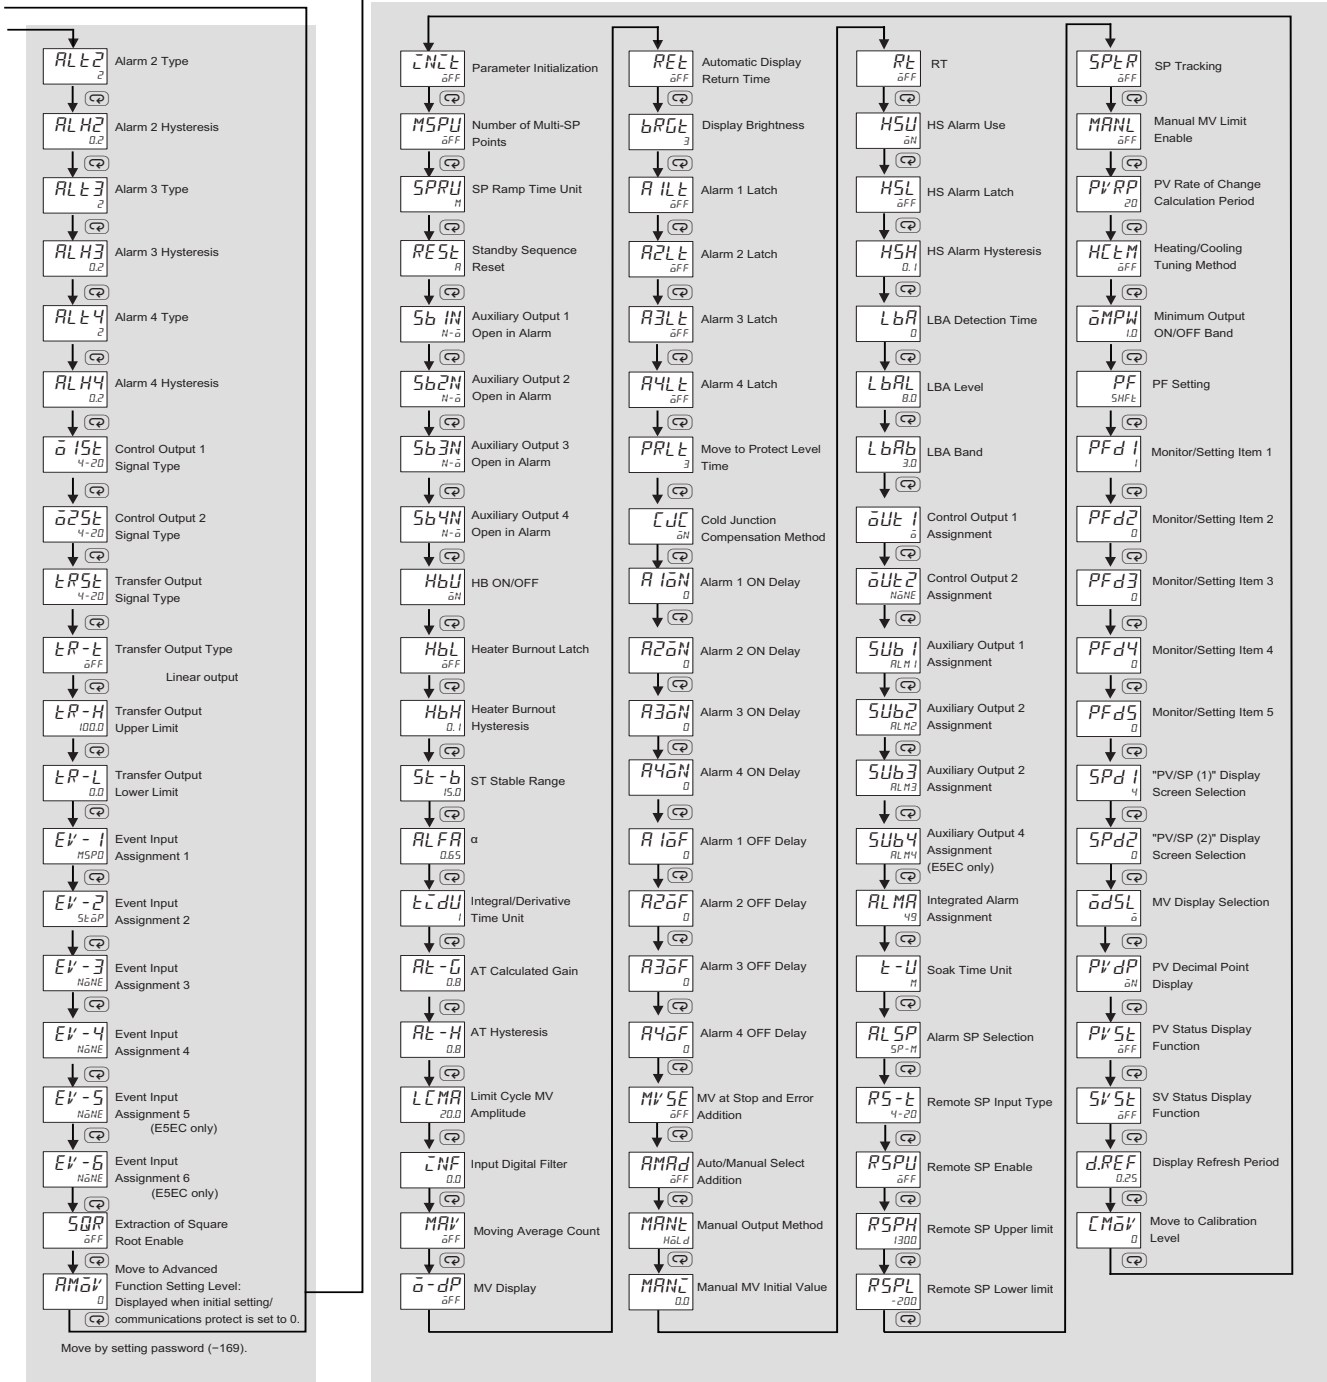 ALT2
2
Alarm 2 Type
ALH2
0.2
Alarm 2 Hysteresis
ALT3
2
Alarm 3 Type
ALH3
0.2
Alarm 3 Hysteresis
ALT4
2
Alarm 4 Type
ALH4
0.2
Alarm 4 Hysteresis
O1ST
4-20
Control Output 1
Signal Type
O2ST
4-20
Control Output 2
Signal Type
TRST
4-20
Transfer Output
Signal Type
TR-T
OFF
Transfer Output Type
Linear output
TR-H
100.0
Transfer Output
Upper Limit
TR-L
0.0
Transfer Output
Lower Limit
EV-1
MSP0
Event Input
Assignment 1
EV-2
STOP
Event Input
Assignment 2
EV-3
NONE
Event Input
Assignment 3
EV-4
NONE
Event Input
Assignment 4
EV-5
NONE
Event Input
Assignment 5
(E5EC only)
EV-6
NONE
Event Input
Assignment 6
(E5EC only)
SQR
OFF
Extraction of Square
Root Enable
AMOV
0
Move to Advanced
Function Setting Level:
Displayed when initial setting/
communications protect is set to 0.
Move by setting password (−169).
INIT
OFF
Parameter Initialization
MSPU
OFF
Number of Multi-SP
Points
SPRU
M
SP Ramp Time Unit
REST
A
Standby Sequence
Reset
Sb1N
N-O
Auxiliary Output 1
Open in Alarm
Sb2N
N-O
Auxiliary Output 2
Open in Alarm
Sb3N
N-O
Auxiliary Output 3
Open in Alarm
Sb4N
N-O
Auxiliary Output 4
Open in Alarm
HbU
ON
HB ON/OFF
HbL
OFF
Heater Burnout Latch
HbH
0.1
Heater Burnout
Hysteresis
ST-b
15.0
ST Stable Range
ALFA
0.65
α
TIdU
1
Integral/Derivative
Time Unit
AT-G
0.8
AT Calculated Gain
AT-H
0.8
AT Hysteresis
LCMA
20.0
Limit Cycle MV
Amplitude
INF
0.0
Input Digital Filter
MAV
OFF
Moving Average Count
O-dP
OFF
MV Display
RET
OFF
Automatic Display
Return Time
bRGT
3
Display Brightness
A1LT
OFF
Alarm 1 Latch
A2LT
OFF
Alarm 2 Latch
A3LT
OFF
Alarm 3 Latch
A4LT
OFF
Alarm 4 Latch
PRLT
3
Move to Protect Level
Time
CJC
ON
Cold Junction
Compensation Method
A1ON
0
Alarm 1 ON Delay
A2ON
0
Alarm 2 ON Delay
A3ON
0
Alarm 3 ON Delay
A4ON
0
Alarm 4 ON Delay
A1OF
0
Alarm 1 OFF Delay
A2OF
0
Alarm 2 OFF Delay
A3OF
0
Alarm 3 OFF Delay
A4OF
0
Alarm 4 OFF Delay
MVSE
OFF
MV at Stop and Error
Addition
AMAd
OFF
Auto/Manual Select
Addition
MANT
HOLd
Manual Output Method
MANI
0.0
Manual MV Initial Value
RT
OFF
RT
HSU
ON
HS Alarm Use
HSL
OFF
HS Alarm Latch
HSH
0.1
HS Alarm Hysteresis
LbA
0
LBA Detection Time
LbAL
8.0
LBA Level
LbAb
3.0
LBA Band
OUT1
O
Control Output 1
Assignment
OUT2
NONE
Control Output 2
Assignment
SUb1
ALM1
Auxiliary Output 1
Assignment
SUb2
ALM2
Auxiliary Output 2
Assignment
SUb3
ALM3
Auxiliary Output 2
Assignment
SUb4
ALM4
Auxiliary Output 4
Assignment
(E5EC only)
ALMA
49
Integrated Alarm
Assignment
T-U
M
Soak Time Unit
ALSP
SP-M
Alarm SP Selection
RS-T
4-20
Remote SP Input Type
RSPU
OFF
Remote SP Enable
RSPH
1300
Remote SP Upper limit
RSPL
-200
Remote SP Lower limit
SPTR
OFF
SP Tracking
MANL
OFF
Manual MV Limit
Enable
PVRP
20
PV Rate of Change
Calculation Period
HCTM
OFF
Heating/Cooling
Tuning Method
OMPW
1.0
Minimum Output
ON/OFF Band
PF
SHFT
PF Setting
PFd1
1
Monitor/Setting Item 1
PFd2
0
Monitor/Setting Item 2
PFd3
0
Monitor/Setting Item 3
PFd4
0
Monitor/Setting Item 4
PFd5
0
Monitor/Setting Item 5
SPd1
4
"PV/SP (1)" Display
Screen Selection
SPd2
0
"PV/SP (2)" Display
Screen Selection
OdSL
O
MV Display Selection
PVdP
ON
PV Decimal Point
Display
PVST
OFF
PV Status Display
Function
SVST
OFF
SV Status Display
Function
d.REF
0.25
Display Refresh Period
CMOV
0
Move to Calibration
Level